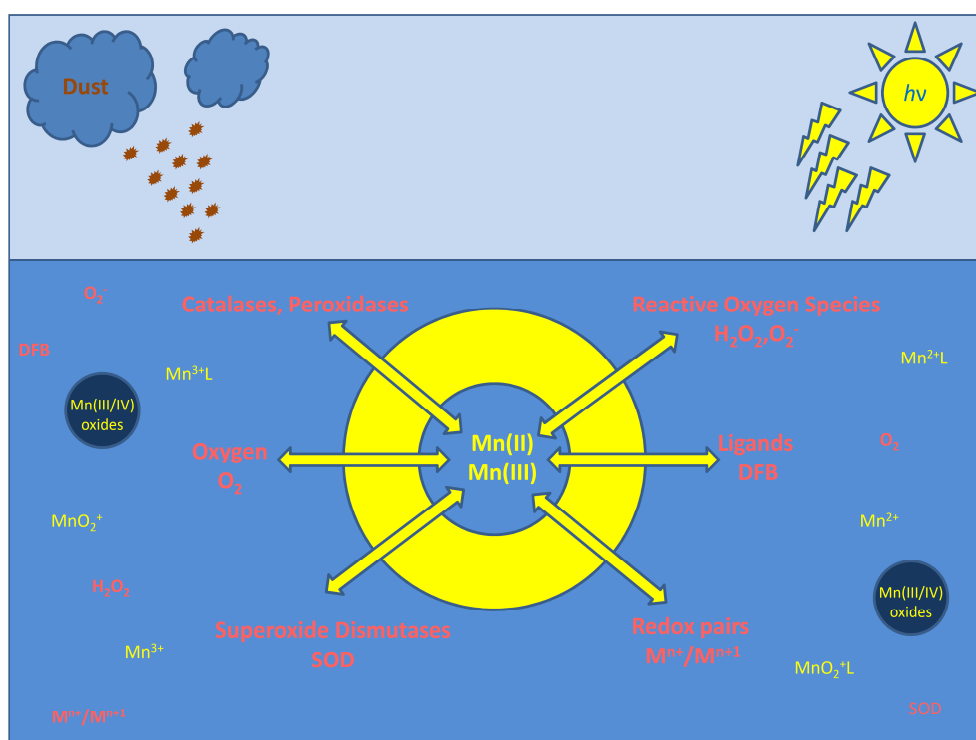 Dust
hν
O₂⁻
Catalases, Peroxidases
Reactive Oxygen Species
H₂O₂,O₂⁻
DFB
Mn³⁺L
Mn²⁺L
Mn(III/IV)
oxides
Oxygen
O₂
Mn(II)
Mn(III)
Ligands
DFB
O₂
MnO₂⁺
Mn²⁺
H₂O₂
Mn(III/IV)
oxides
Superoxide Dismutases
SOD
Redox pairs
Mⁿ⁺/Mⁿ⁺¹
Mn³⁺
MnO₂⁺L
Mⁿ⁺/Mⁿ⁺¹
SOD